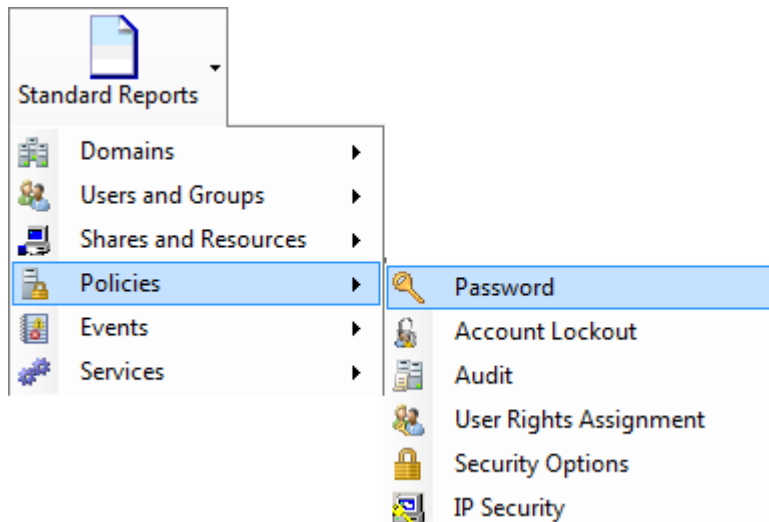 Standard Reports
Domains
Users and Groups
Shares and Resources
Policies
Events
Services
Password
Account Lockout
Audit
User Rights Assignment
Security Options
IP Security